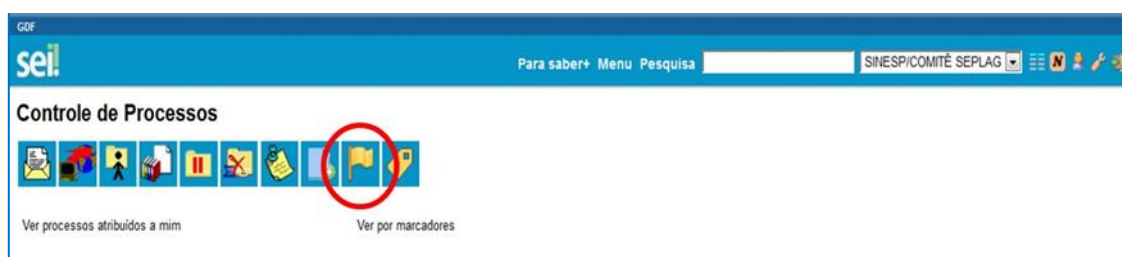 GDF
sei!
Para saber+ Menu Pesquisa SINESP/COMITÊ SEPLAG N
Controle de Processos
Ver processos atribuídos a mim Ver por marcadores